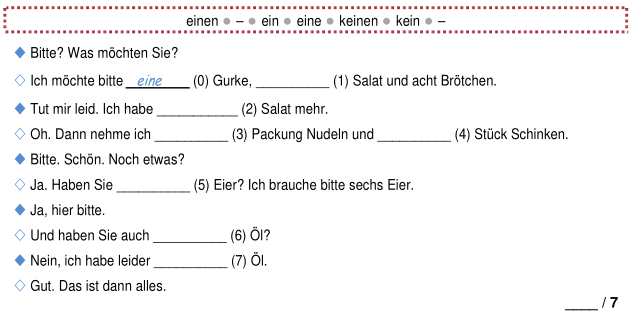 einen ● – ● ein ● eine ● keinen ● kein ● –
◆ Bitte? Was möchten Sie?
◇ Ich möchte bitte __eine__ (0) Gurke, __________ (1) Salat und acht Brötchen.
◆ Tut mir leid. Ich habe ___________ (2) Salat mehr.
◇ Oh. Dann nehme ich __________ (3) Packung Nudeln und __________ (4) Stück Schinken.
◆ Bitte. Schön. Noch etwas?
◇ Ja. Haben Sie __________ (5) Eier? Ich brauche bitte sechs Eier.
◆ Ja, hier bitte.
◇ Und haben Sie auch __________ (6) Öl?
◆ Nein, ich habe leider __________ (7) Öl.
◇ Gut. Das ist dann alles.
____ / 7